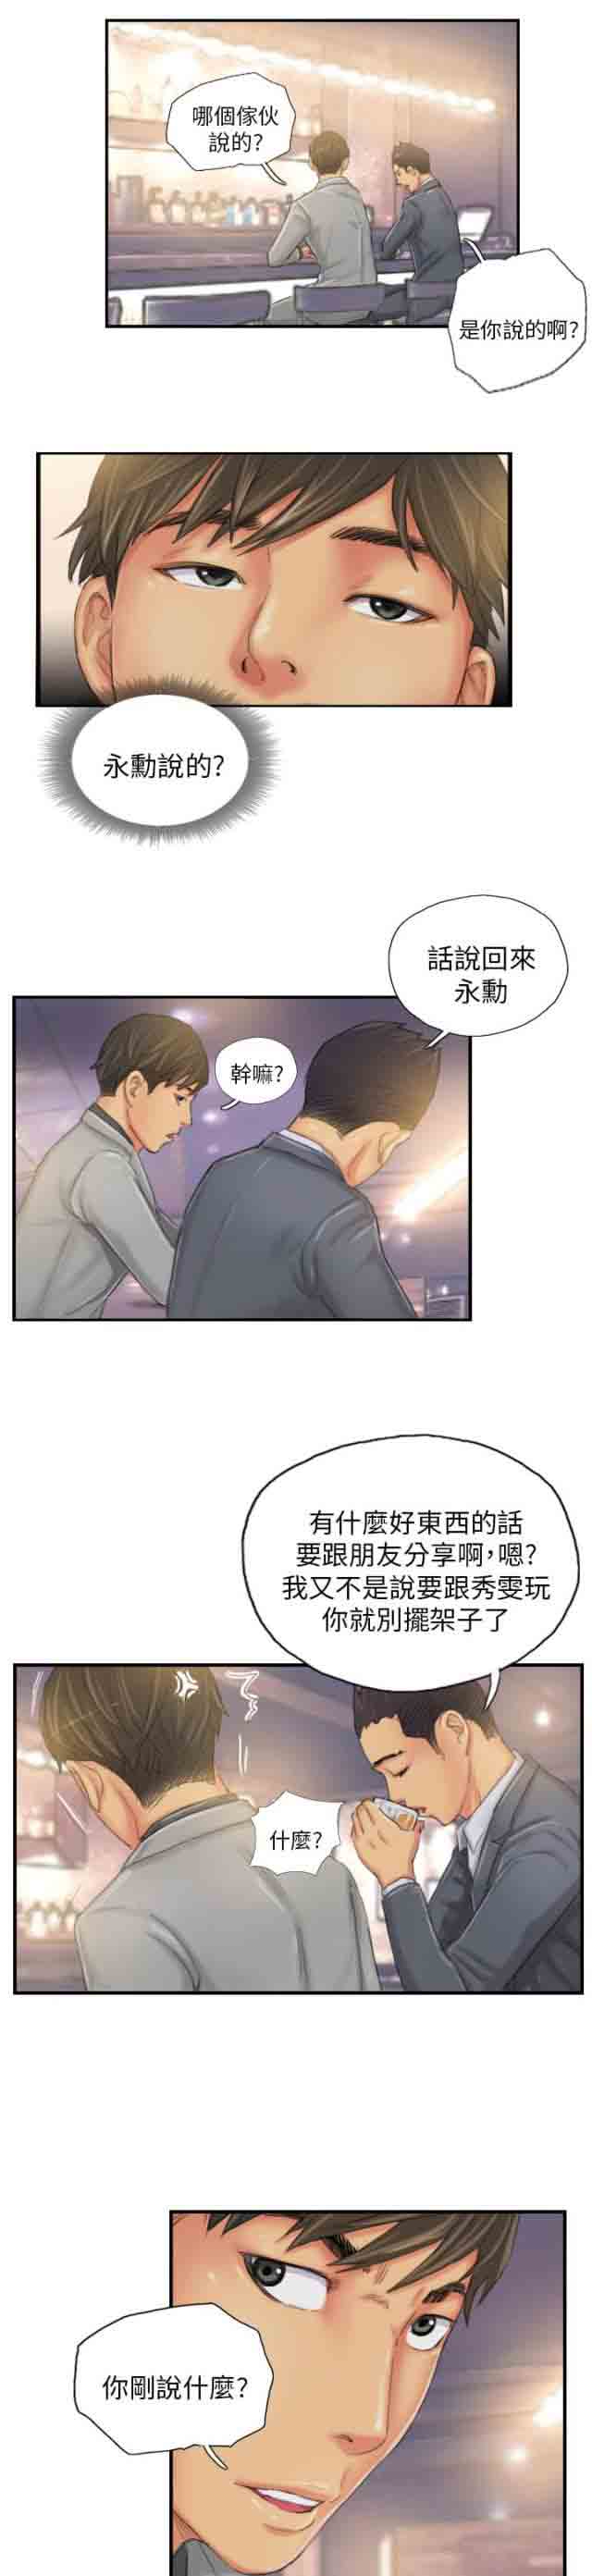 哪個傢伙
說的?
是你說的啊?
永勳說的?
話說回來
永勳
幹嘛?
有什麼好東西的話
要跟朋友分享啊,嗯?
我又不是說要跟秀雯玩
你就別擺架子了
什麼?
你剛說什麼?